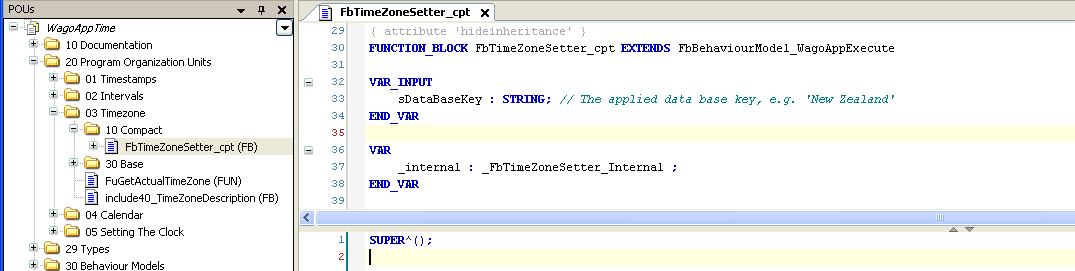 POUs
WagoAppTime
10 Documentation
20 Program Organization Units
01 Timestamps
02 Intervals
03 Timezone
10 Compact
FbTimeZoneSetter_cpt (FB)
30 Base
FuGetActualTimeZone (FUN)
include40_TimeZoneDescription (FB)
04 Calendar
05 Setting The Clock
29 Types
30 Behaviour Models
FbTimeZoneSetter_cpt
29 { attribute 'hideinheritance' }
30 FUNCTION_BLOCK FbTimeZoneSetter_cpt EXTENDS FbBehaviourModel_WagoAppExecute
31
32 VAR_INPUT
33 sDataBaseKey : STRING; // The applied data base key, e.g. 'New Zealand'
34 END_VAR
35
36 VAR
37 _internal : _FbTimeZoneSetter_Internal ;
38 END_VAR
39
1 SUPER^();
2